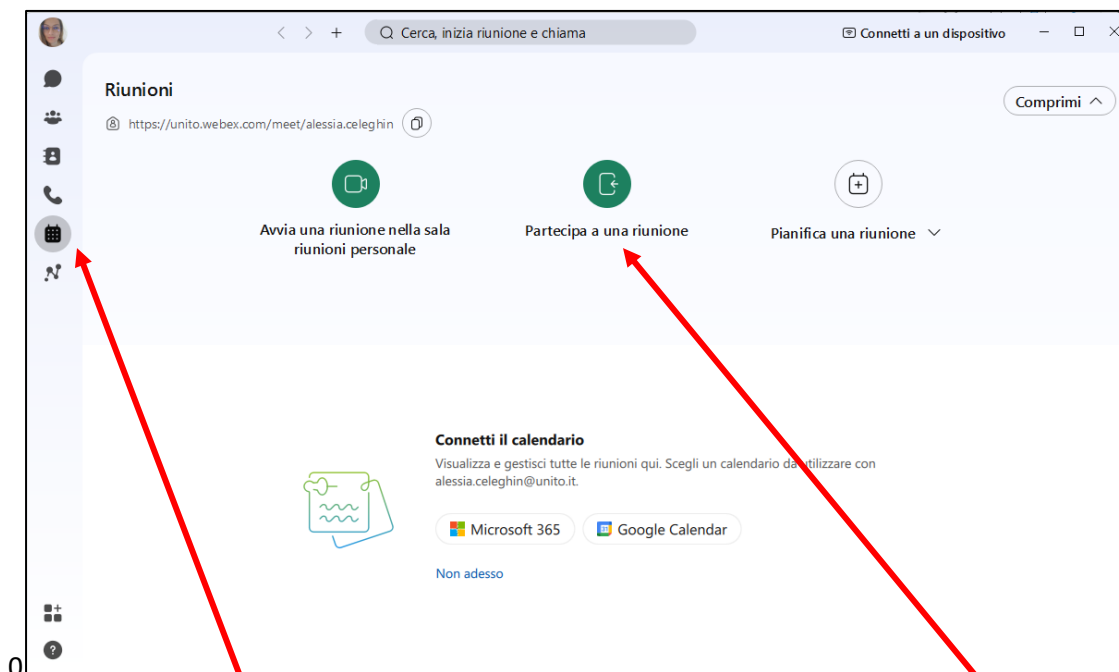 Cerca, inizia riunione e chiama
Connetti a un dispositivo
Riunioni
Comprimi
https://unito.webex.com/meet/alessia.celeghin
Avvia una riunione nella sala
riunioni personale
Partecipa a una riunione
Pianifica una riunione
Connetti il calendario
Visualizza e gestisci tutte le riunioni qui. Scegli un calendario da utilizzare con
alessia.celeghin@unito.it.
Microsoft 365
Google Calendar
Non adesso
0